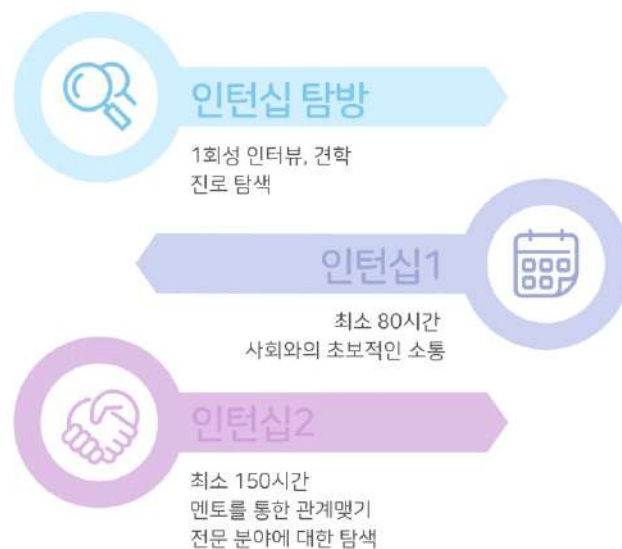 인턴십 탐방
1회성 인터뷰, 견학
진로 탐색
인턴십1
최소 80시간
사회와의 초보적인 소통
인턴십2
최소 150시간
멘토를 통한 관계맺기
전문 분야에 대한 탐색